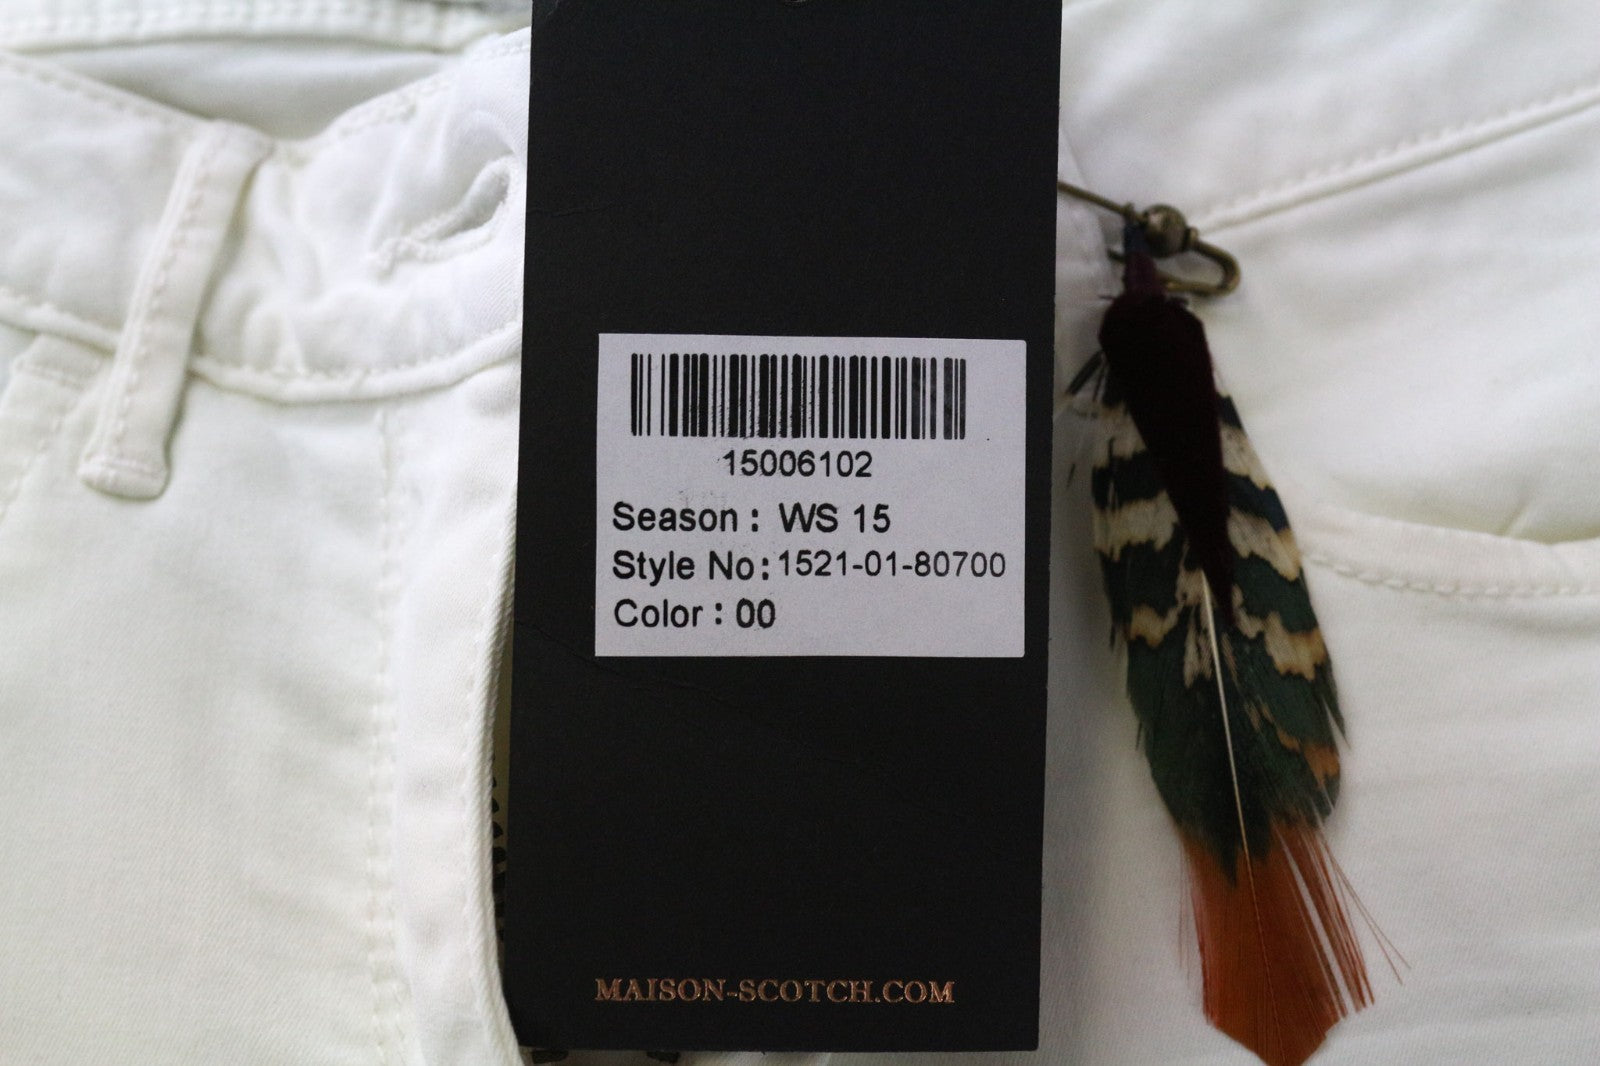 15006102
Season : WS 15
Style No: 1521-01-80700
Color : 00
MAISON-SCOTCH.COM